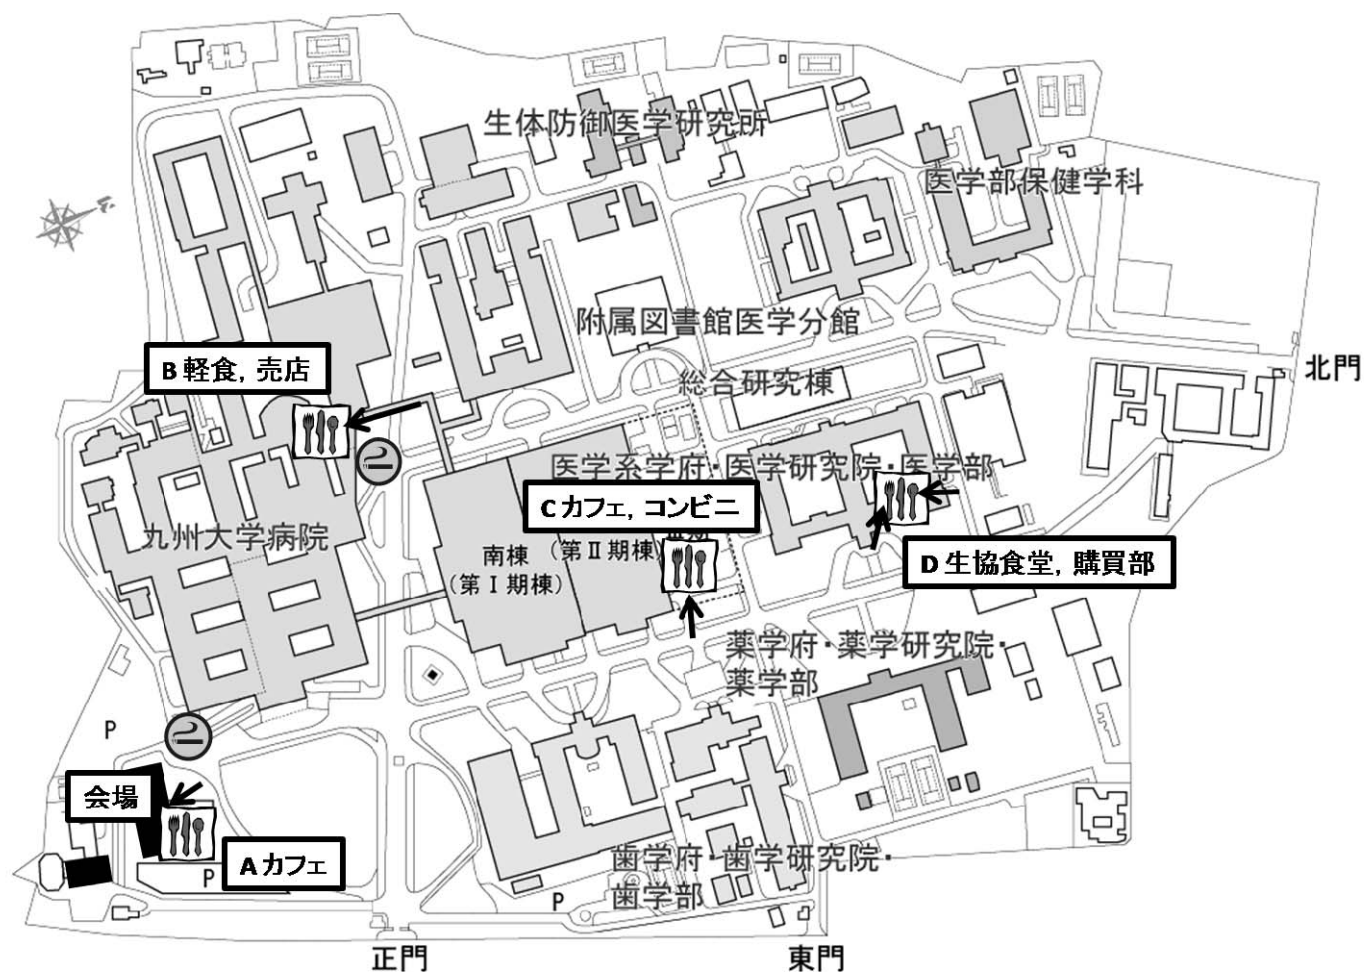 生体防御医学研究所
医学部保健学科
附属図書館医学分館
B 軽食, 売店
総合研究棟
北門
医学系学府・医学研究院・医学部
C カフェ, コンビニ
九州大学病院
南棟
(第Ⅰ期棟)
(第Ⅱ期棟)
D 生協食堂, 購買部
薬学府・薬学研究院・
薬学部
P
会場
A カフェ
P
歯学府・歯学研究院・
歯学部
P
正門
東門